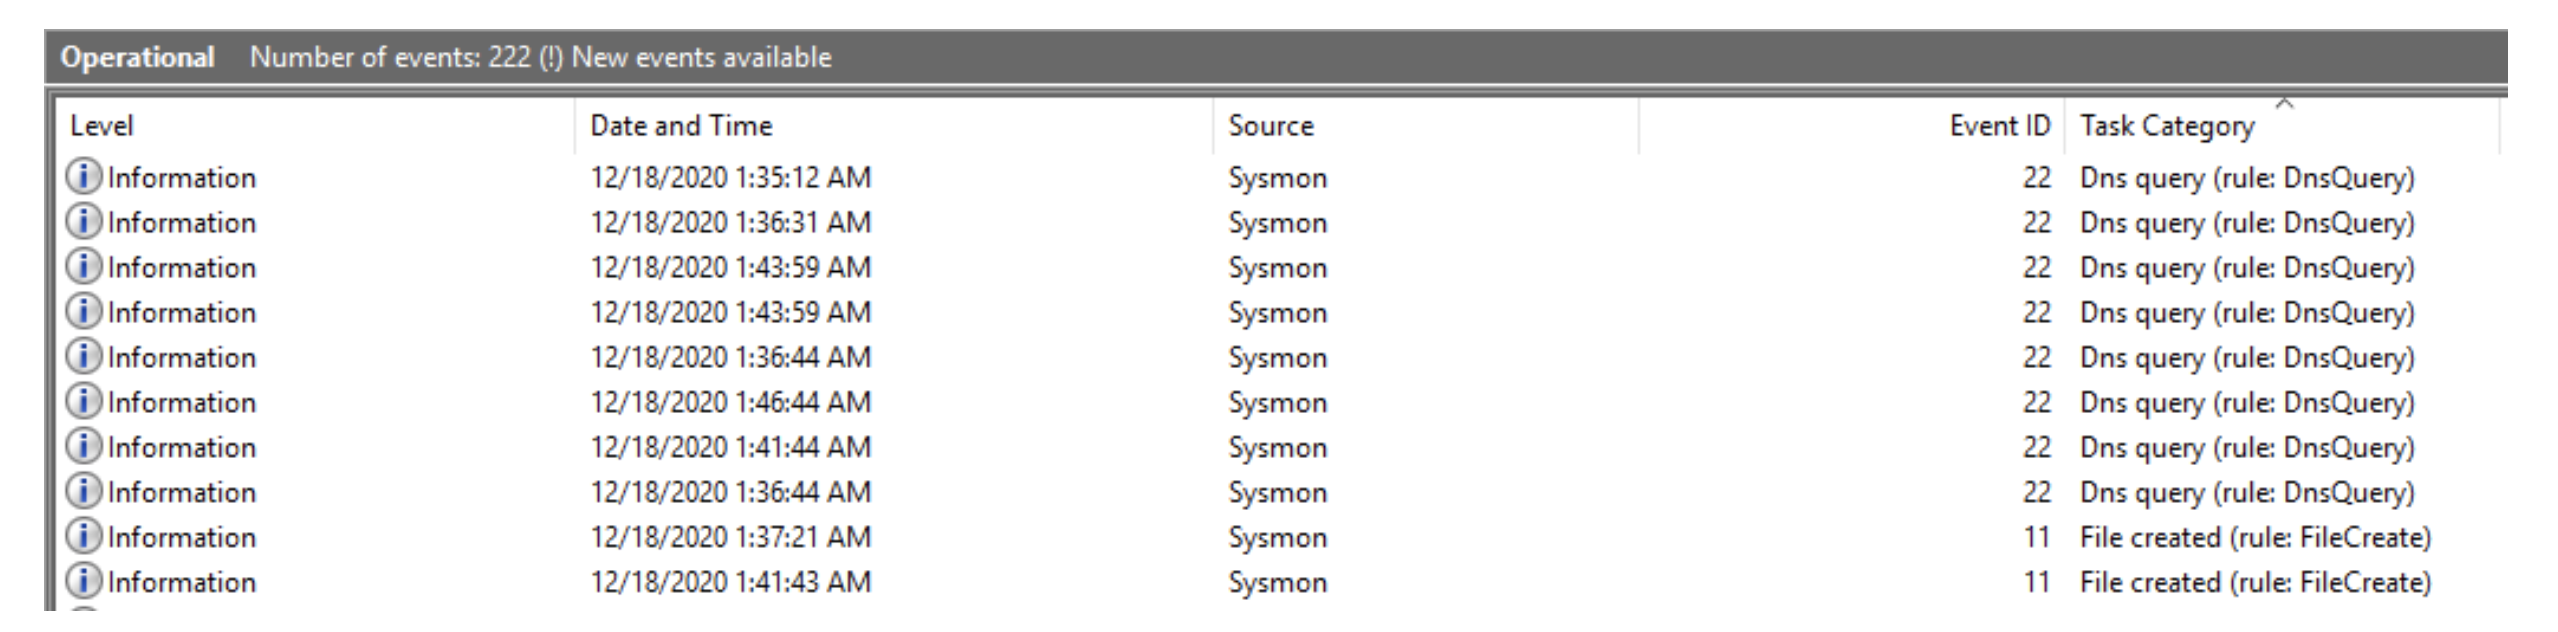 Operational Number of events: 222 (!) New events available
Level Date and Time Source Event ID Task Category
Information 12/18/2020 1:35:12 AM Sysmon 22 Dns query (rule: DnsQuery)
Information 12/18/2020 1:36:31 AM Sysmon 22 Dns query (rule: DnsQuery)
Information 12/18/2020 1:43:59 AM Sysmon 22 Dns query (rule: DnsQuery)
Information 12/18/2020 1:43:59 AM Sysmon 22 Dns query (rule: DnsQuery)
Information 12/18/2020 1:36:44 AM Sysmon 22 Dns query (rule: DnsQuery)
Information 12/18/2020 1:46:44 AM Sysmon 22 Dns query (rule: DnsQuery)
Information 12/18/2020 1:41:44 AM Sysmon 22 Dns query (rule: DnsQuery)
Information 12/18/2020 1:36:44 AM Sysmon 22 Dns query (rule: DnsQuery)
Information 12/18/2020 1:37:21 AM Sysmon 11 File created (rule: FileCreate)
Information 12/18/2020 1:41:43 AM Sysmon 11 File created (rule: FileCreate)